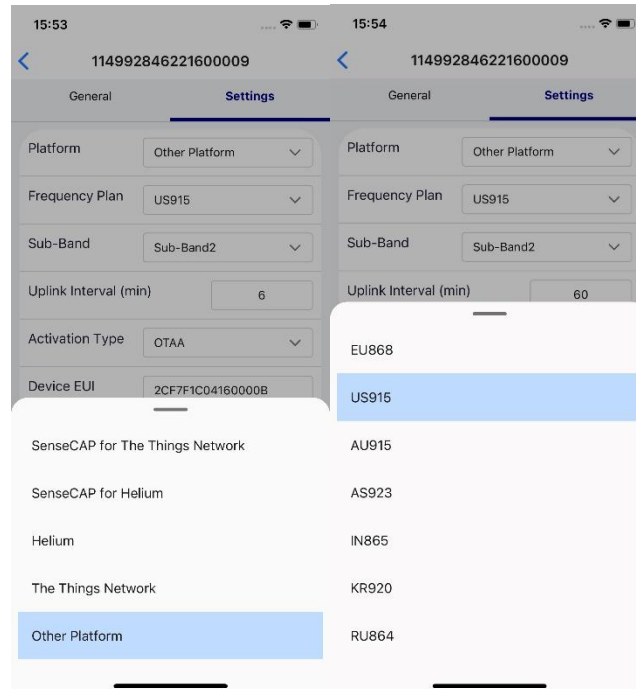 15:53
114992846221600009
General Settings
Platform Other Platform
Frequency Plan US915
Sub-Band Sub-Band2
Uplink Interval (min) 6
Activation Type OTAA
Device EUI 2CF7F1C04160000B
SenseCAP for The Things Network
SenseCAP for Helium
Helium
The Things Network
Other Platform
15:54
114992846221600009
General Settings
Platform Other Platform
Frequency Plan US915
Sub-Band Sub-Band2
Uplink Interval (min) 60
EU868
US915
AU915
AS923
IN865
KR920
RU864